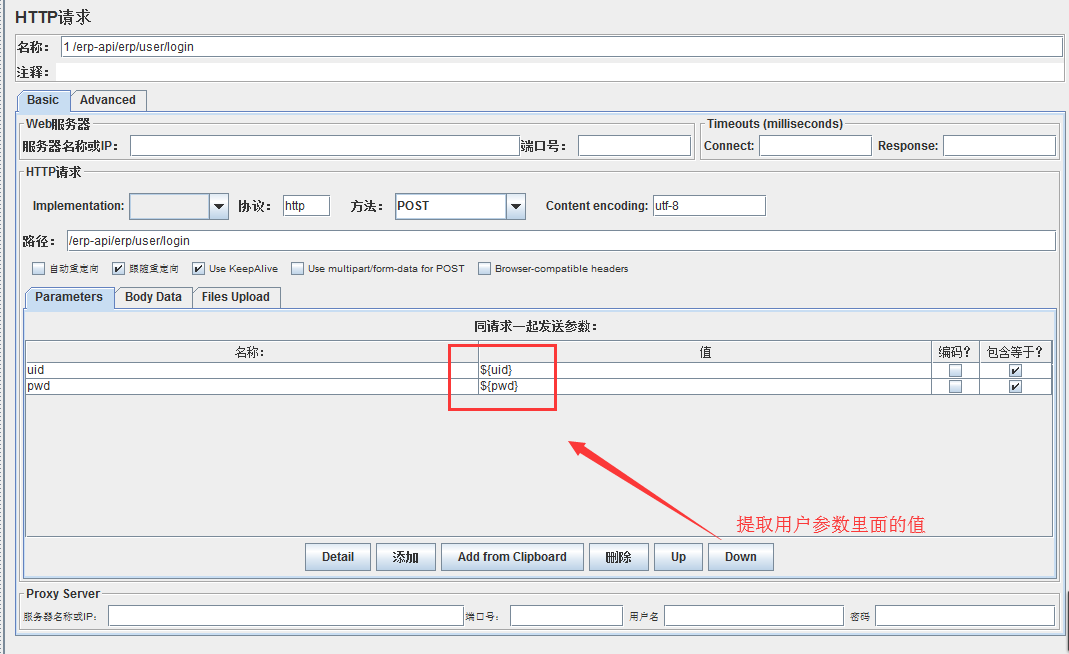 HTTP请求
名称： 1 /erp-api/erp/user/login
注释：
Basic Advanced
Web服务器 Timeouts (milliseconds)
服务器名称或IP： 端口号： Connect: Response:
HTTP请求
Implementation: 协议： http 方法： POST Content encoding: utf-8
路径： /erp-api/erp/user/login
自动重定向 跟随重定向 Use KeepAlive Use multipart/form-data for POST Browser-compatible headers
Parameters Body Data Files Upload
同请求一起发送参数：
名称： 值 编码？ 包含等于？
uid ${uid}
pwd ${pwd}
提取用户参数里面的值
Detail 添加 Add from Clipboard 删除 Up Down
Proxy Server
服务器名称或IP： 端口号： 用户名 密码